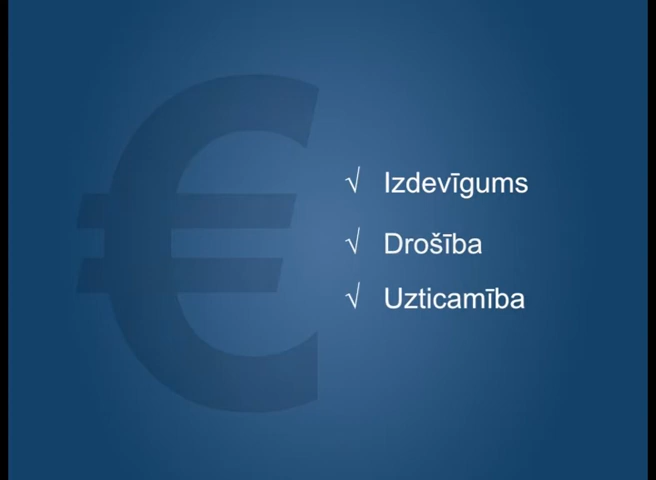 €
√ Izdevīgums
√ Drošība
√ Uzticamība